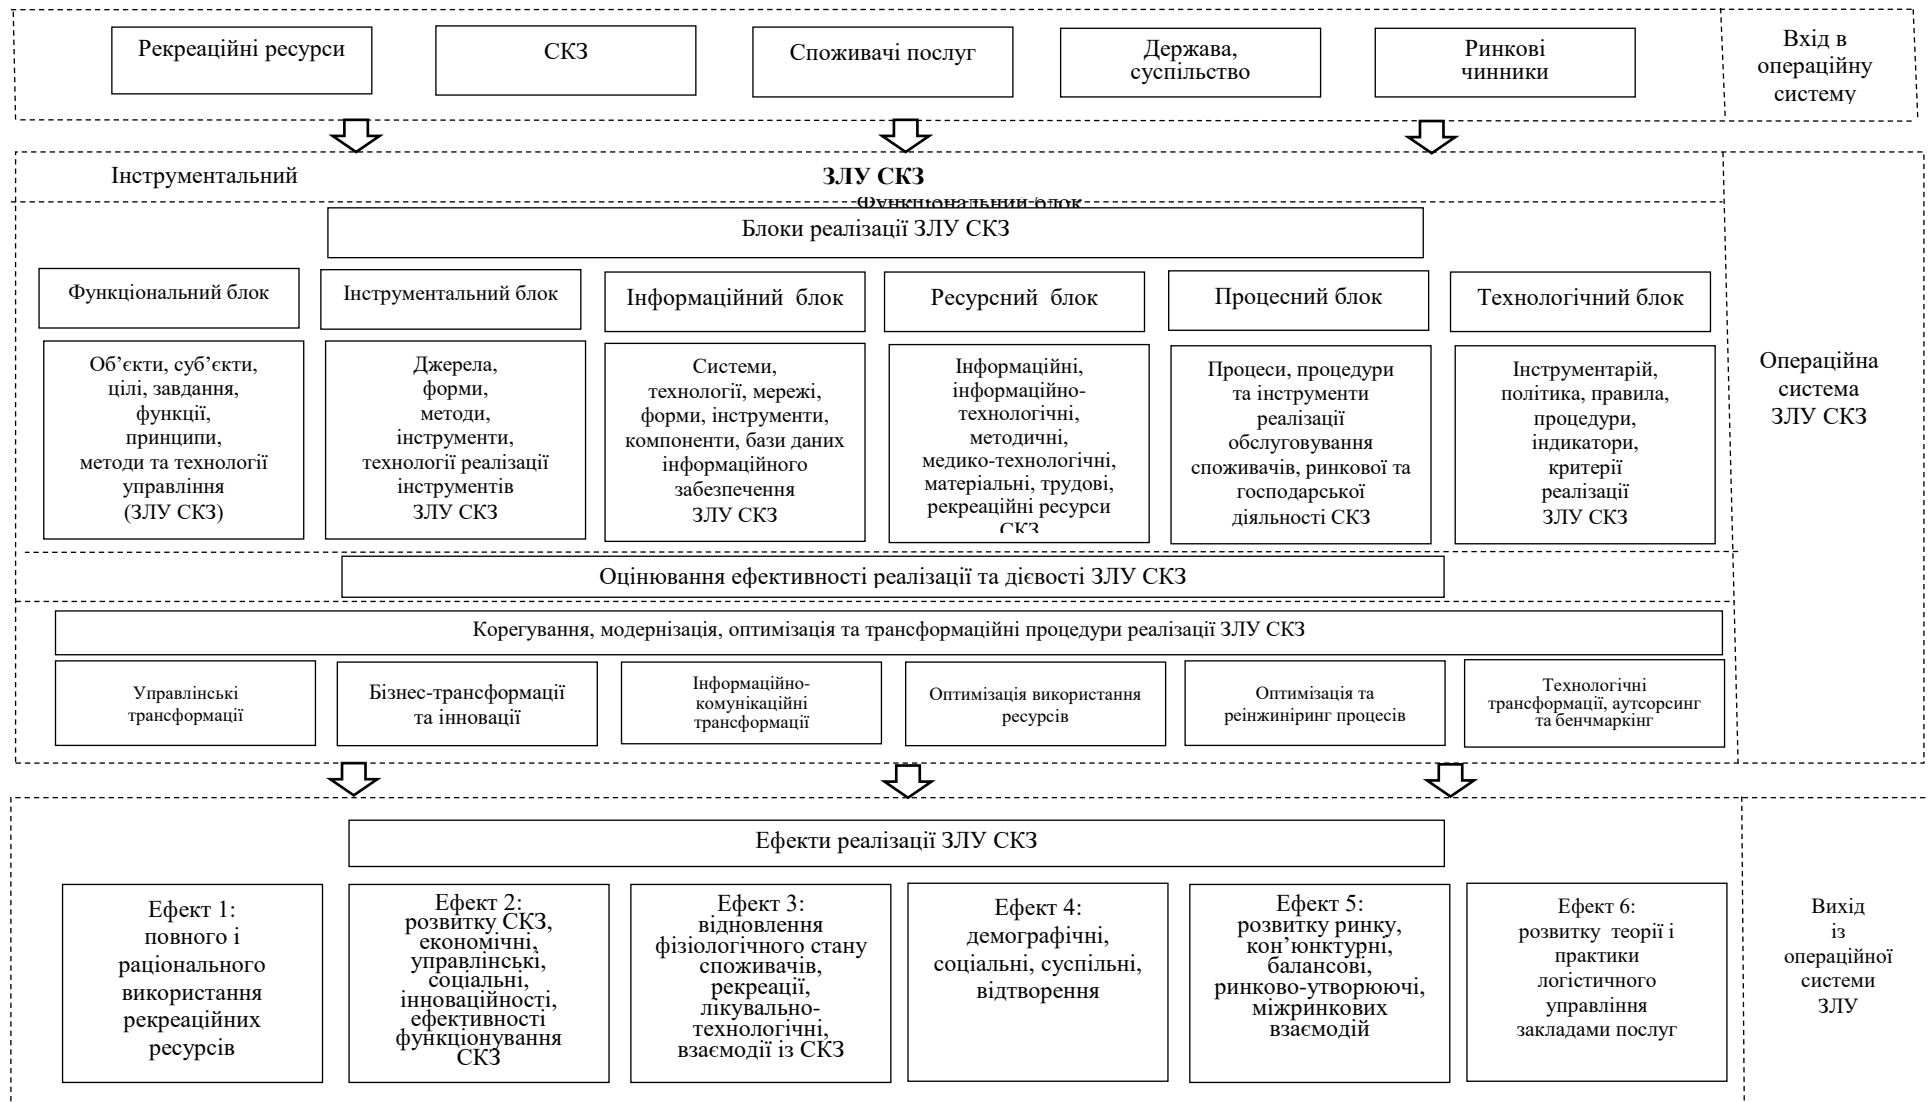 Рекреаційні ресурси
СКЗ
Споживачі послуг
Держава,
суспільство
Ринкові
чинники
Вхід в
операційну
систему
Інструментальний
ЗЛУ СКЗ
Функціональний блок
Блоки реалізації ЗЛУ СКЗ
Функціональний блок
Інструментальний блок
Інформаційний блок
Ресурсний блок
Процесний блок
Технологічний блок
Об’єкти, суб’єкти,
цілі, завдання,
функції,
принципи,
методи та технології
управління
(ЗЛУ СКЗ)
Джерела,
форми,
методи,
інструменти,
технології реалізації
інструментів
ЗЛУ СКЗ
Системи,
технології, мережі,
форми, інструменти,
компоненти, бази даних
інформаційного
забезпечення
ЗЛУ СКЗ
Інформаційні,
інформаційно-
технологічні,
методичні,
медико-технологічні,
матеріальні, трудові,
рекреаційні ресурси
СКЗ
Процеси, процедури
та інструменти
реалізації
обслуговування
споживачів, ринкової та
господарської
діяльності СКЗ
Інструментарій,
політика, правила,
процедури,
індикатори,
критерії
реалізації
ЗЛУ СКЗ
Операційна
система
ЗЛУ СКЗ
Оцінювання ефективності реалізації та дієвості ЗЛУ СКЗ
Корегування, модернізація, оптимізація та трансформаційні процедури реалізації ЗЛУ СКЗ
Управлінські
трансформації
Бізнес-трансформації
та інновації
Інформаційно-
комунікаційні
трансформації
Оптимізація використання
ресурсів
Оптимізація та
реінжиніринг процесів
Технологічні
трансформації, аутсорсинг
та бенчмаркінг
Ефекти реалізації ЗЛУ СКЗ
Ефект 1:
повного і
раціонального
використання
рекреаційних
ресурсів
Ефект 2:
розвитку СКЗ,
економічні,
управлінські,
соціальні,
інноваційності,
ефективності
функціонування
СКЗ
Ефект 3:
відновлення
фізіологічного стану
споживачів,
рекреації,
лікувально-
технологічні,
взаємодії із СКЗ
Ефект 4:
демографічні,
соціальні, суспільні,
відтворення
Ефект 5:
розвитку ринку,
кон’юнктурні,
балансові,
ринково-утворюючі,
міжринкових
взаємодій
Ефект 6:
розвитку теорії і
практики
логістичного
управління
закладами послуг
Вихід
із
операційної
системи
ЗЛУ